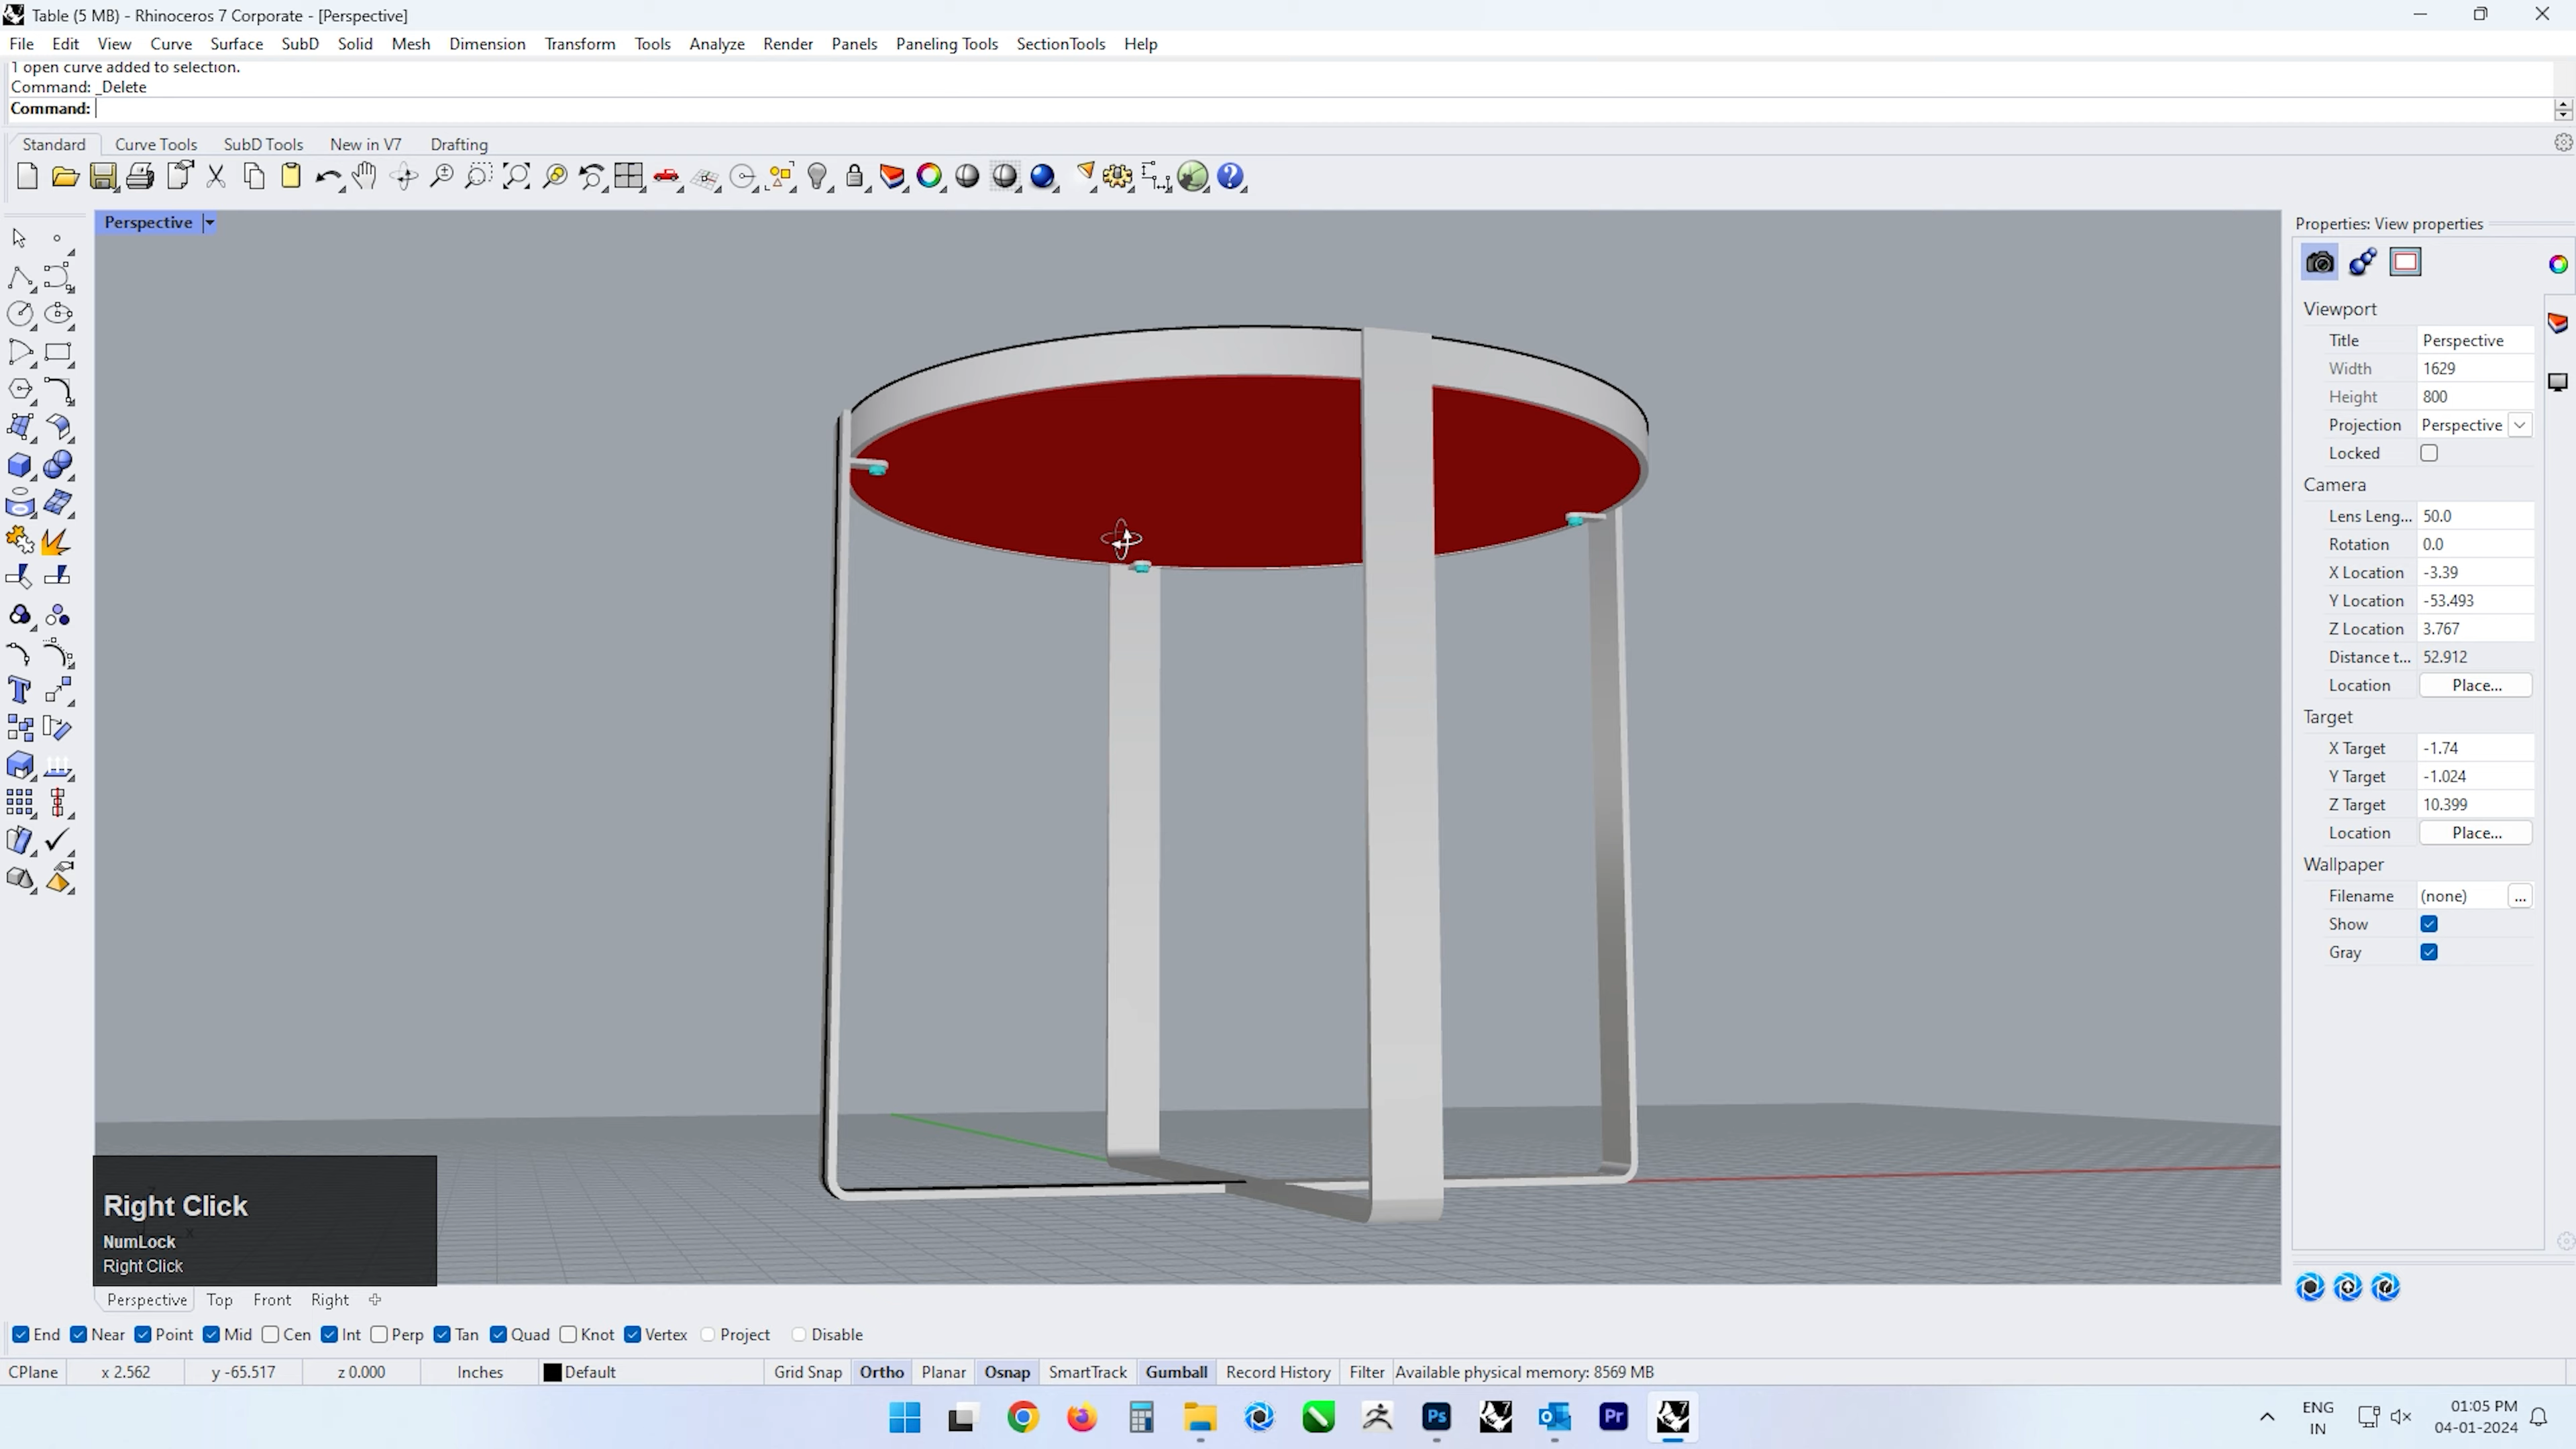 Table (5 MB) - Rhinoceros 7 Corporate - [Perspective]
File Edit View Curve Surface SubD Solid Mesh Dimension Transform Tools Analyze Render Panels Paneling Tools SectionTools Help
1 open curve added to selection.
Command: _Delete
Command:
Standard Curve Tools SubD Tools New in V7 Drafting
Perspective
Properties: View properties
Viewport
Title Perspective
Width 1629
Height 800
Projection Perspective
Locked
Camera
Lens Leng... 50.0
Rotation 0.0
X Location -3.39
Y Location -53.493
Z Location 3.767
Distance t... 52.912
Location Place...
Target
X Target -1.74
Y Target -1.024
Z Target 10.399
Location Place...
Wallpaper
Filename (none) ...
Show
Gray
Right Click
NumLock
Right Click
Perspective Top Front Right
End Near Point Mid Cen Int Perp Tan Quad Knot Vertex Project Disable
CPlane x 2.562 y -65.517 z 0.000 Inches Default Grid Snap Ortho Planar Osnap SmartTrack Gumball Record History Filter Available physical memory: 8569 MB
Ps Pr
ENG
IN
01:05 PM
04-01-2024